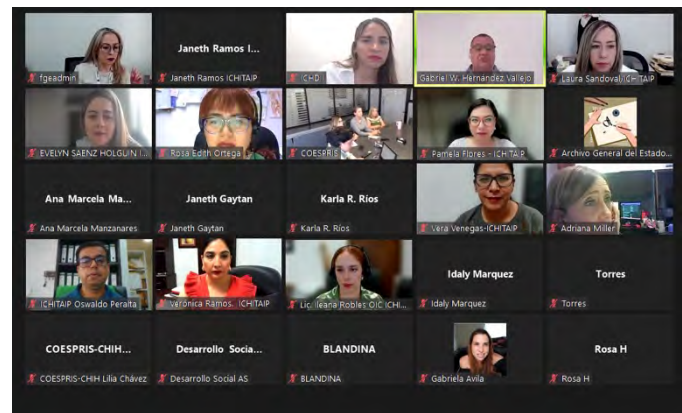 fgeadmin
Janeth Ramos I...
Janeth Ramos ICHITAIP
ICHD
Gabriel W. Hernández Vallejo
Laura Sandoval/ICHITAIP
EVELYN SAENZ HOLGUIN I...
Rosa Edith Ortega
COESPRIS
Pamela Flores - ICHITAIP
Archivo General del Estado...
Ana Marcela Ma...
Ana Marcela Manzanares
Janeth Gaytan
Janeth Gaytan
Karla R. Ríos
Karla R. Ríos
Vera Venegas-ICHITAIP
Adriana Miller
ICHITAIP Oswaldo Peralta
Verónica Ramos. ICHITAIP
Lic. Ileana Robles OIC ICHI...
Idaly Marquez
Idaly Marquez
Torres
Torres
COESPRIS-CHIH...
COESPRIS-CHIH Lilia Chávez
Desarrollo Socia...
Desarrollo Social AS
BLANDINA
BLANDINA
Gabriela Avila
Rosa H
Rosa H